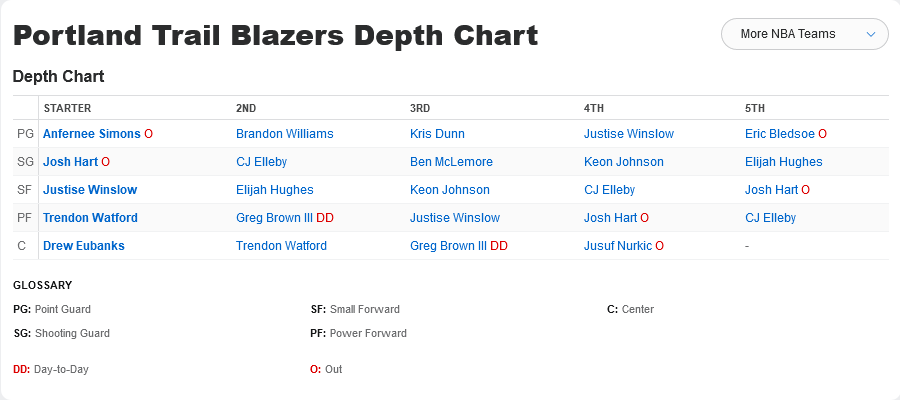 Portland Trail Blazers Depth Chart
More NBA Teams
Depth Chart
STARTER 2ND 3RD 4TH 5TH
PG Anfernee Simons O Brandon Williams Kris Dunn Justise Winslow Eric Bledsoe O
SG Josh Hart O CJ Elleby Ben McLemore Keon Johnson Elijah Hughes
SF Justise Winslow Elijah Hughes Keon Johnson CJ Elleby Josh Hart O
PF Trendon Watford Greg Brown III DD Justise Winslow Josh Hart O CJ Elleby
C Drew Eubanks Trendon Watford Greg Brown III DD Jusuf Nurkic O -
GLOSSARY
PG: Point Guard SF: Small Forward C: Center
SG: Shooting Guard PF: Power Forward
DD: Day-to-Day O: Out